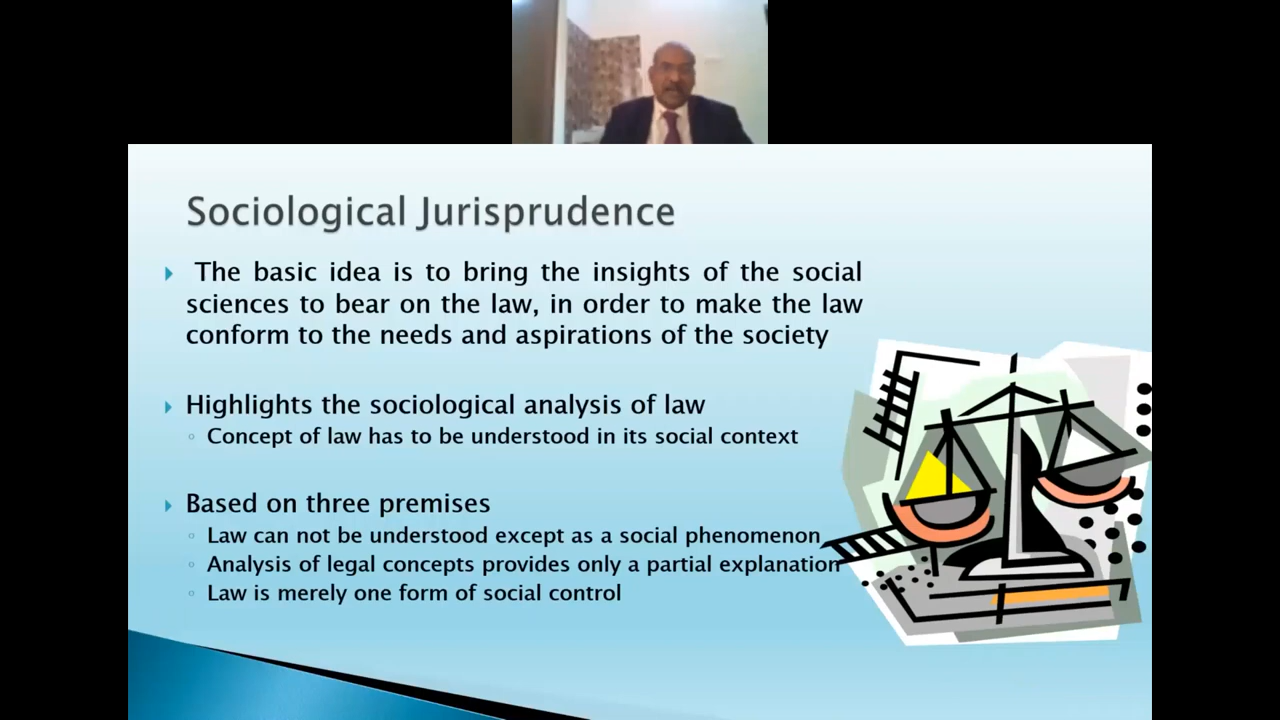 Sociological Jurisprudence
The basic idea is to bring the insights of the social
sciences to bear on the law, in order to make the law
conform to the needs and aspirations of the society
Highlights the sociological analysis of law
Concept of law has to be understood in its social context
Based on three premises
Law can not be understood except as a social phenomenon
Analysis of legal concepts provides only a partial explanation
Law is merely one form of social control